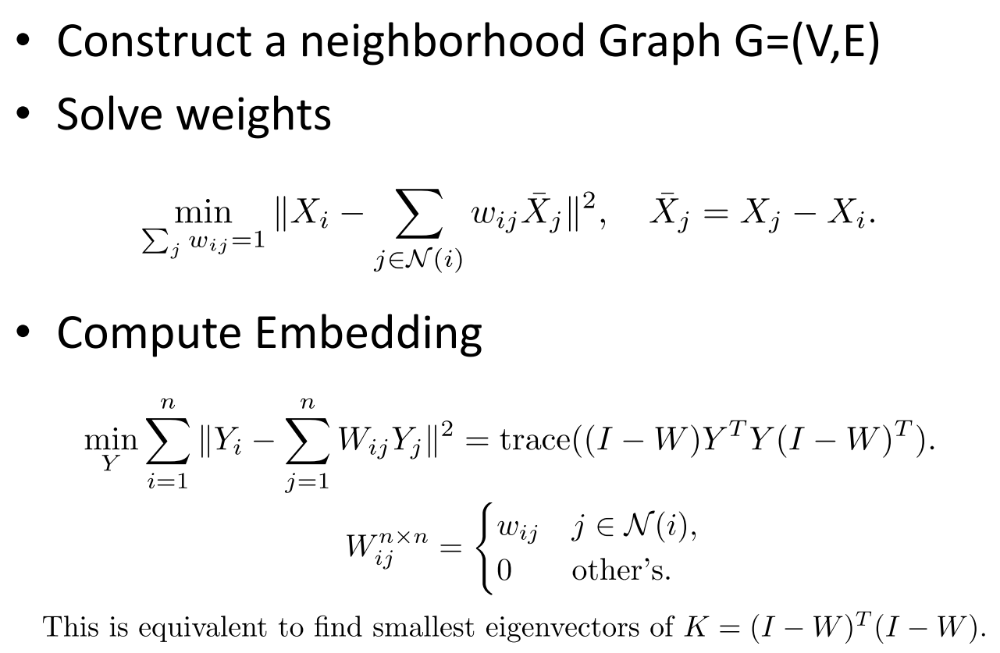 • Construct a neighborhood Graph G=(V,E)
• Solve weights
$\min_{\sum_j w_{ij}=1} \|X_i - \sum_{j\in\mathcal{N}(i)} w_{ij}\bar{X}_j\|^2, \quad \bar{X}_j = X_j - X_i.$
• Compute Embedding
$\min_Y \sum_{i=1}^n \|Y_i - \sum_{j=1}^n W_{ij}Y_j\|^2 = \text{trace}((I - W)Y^T Y(I - W)^T).$
$W_{ij}^{n\times n} = \begin{cases} w_{ij} & j \in \mathcal{N}(i), \\ 0 & \text{other's.} \end{cases}$
This is equivalent to find smallest eigenvectors of $K = (I - W)^T(I - W).$